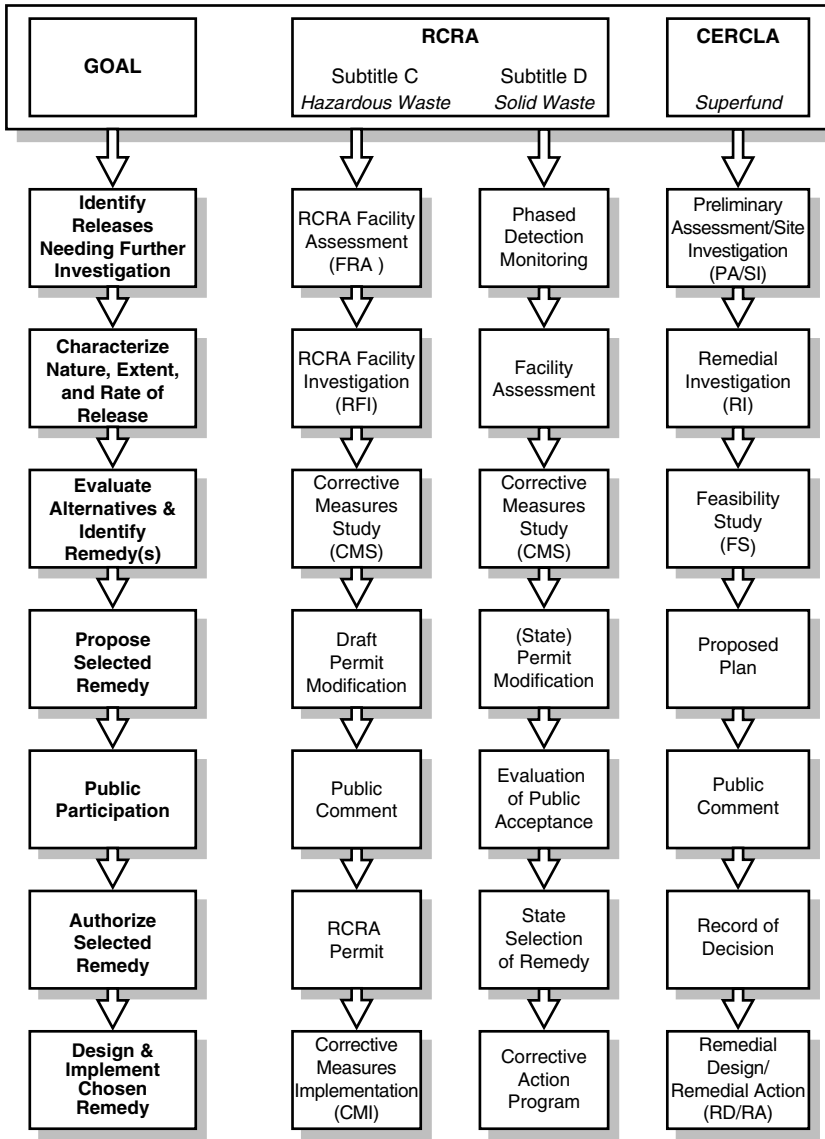 GOAL
RCRA
Subtitle C
Hazardous Waste
Subtitle D
Solid Waste
CERCLA
Superfund
Identify
Releases
Needing Further
Investigation
RCRA Facility
Assessment
(FRA )
Phased
Detection
Monitoring
Preliminary
Assessment/Site
Investigation
(PA/SI)
Characterize
Nature, Extent,
and Rate of
Release
RCRA Facility
Investigation
(RFI)
Facility
Assessment
Remedial
Investigation
(RI)
Evaluate
Alternatives &
Identify
Remedy(s)
Corrective
Measures
Study
(CMS)
Corrective
Measures
Study
(CMS)
Feasibility
Study
(FS)
Propose
Selected
Remedy
Draft
Permit
Modification
(State)
Permit
Modification
Proposed
Plan
Public
Participation
Public
Comment
Evaluation
of Public
Acceptance
Public
Comment
Authorize
Selected
Remedy
RCRA
Permit
State
Selection
of Remedy
Record of
Decision
Design &
Implement
Chosen
Remedy
Corrective
Measures
Implementation
(CMI)
Corrective
Action
Program
Remedial
Design/
Remedial Action
(RD/RA)